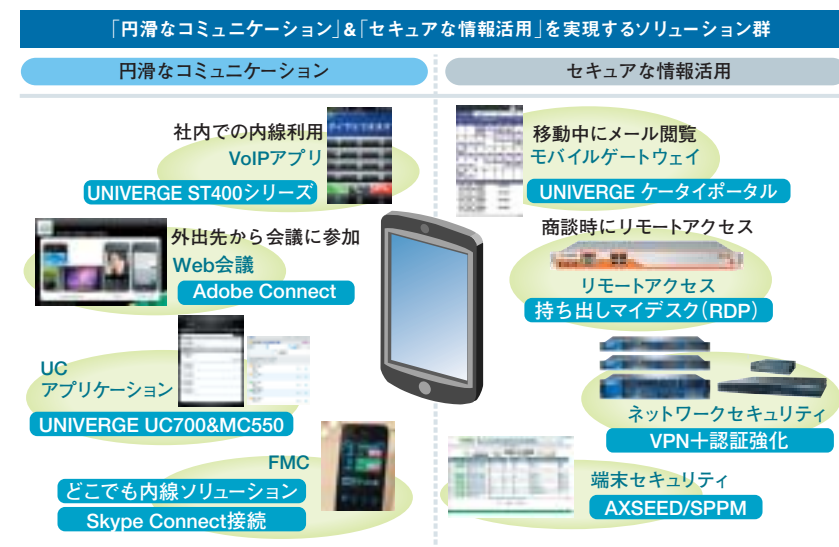 「円滑なコミュニケーション」&「セキュアな情報活用」を実現するソリューション群
円滑なコミュニケーション
セキュアな情報活用
社内での内線利用
VoIPアプリ
UNIVERGE ST400シリーズ
外出先から会議に参加
Web会議
Adobe Connect
UC
アプリケーション
UNIVERGE UC700&MC550
FMC
どこでも内線ソリューション
Skype Connect接続
移動中にメール閲覧
モバイルゲートウェイ
UNIVERGE ケータイポータル
商談時にリモートアクセス
リモートアクセス
持ち出しマイデスク(RDP)
ネットワークセキュリティ
VPN＋認証強化
端末セキュリティ
AXSEED/SPPM